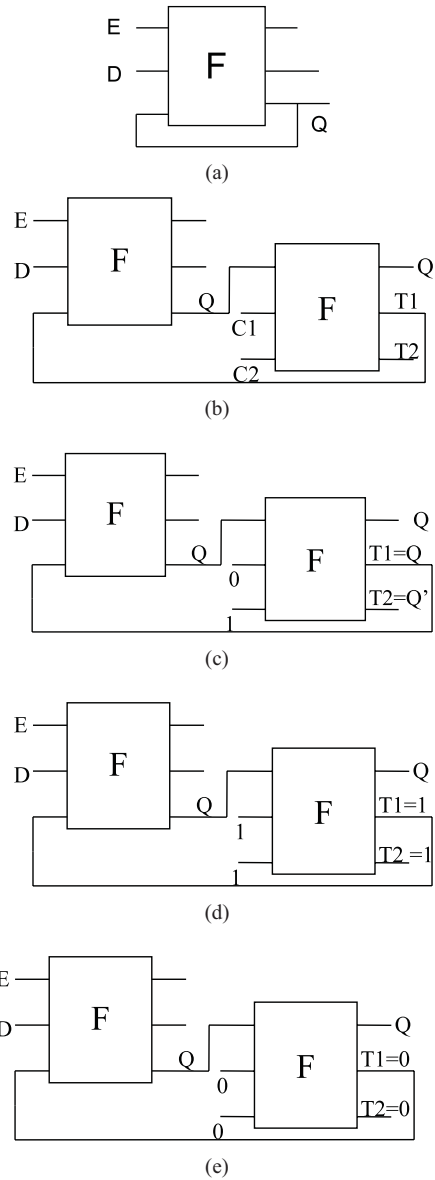 E
F
D
Q
(a)
E
F
D
Q
Q
F
C1
T1
C2
T2
(b)
E
F
D
Q
Q
F
0
T1=Q
1
T2=Q’
(c)
E
F
D
Q
Q
F
1
T1=1
1
T2 =1
(d)
E
F
D
Q
Q
F
0
T1=0
0
T2=0
(e)